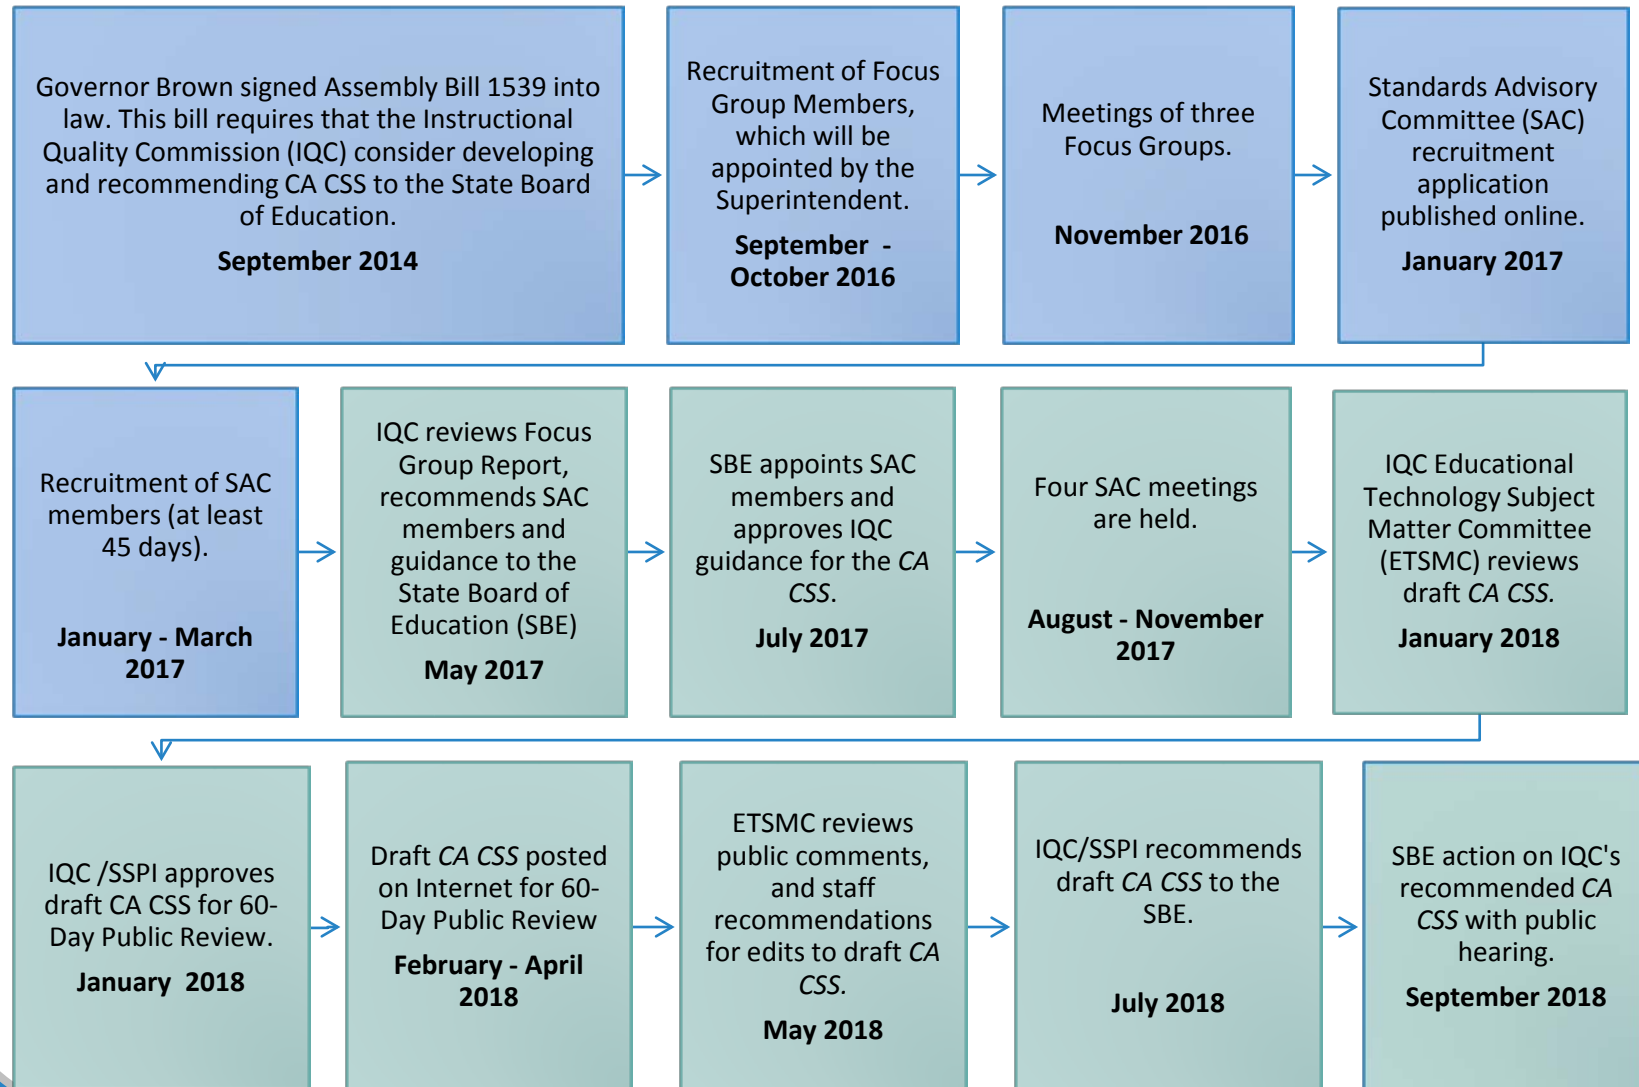 Governor Brown signed Assembly Bill 1539 into
law. This bill requires that the Instructional
Quality Commission (IQC) consider developing
and recommending CA CSS to the State Board
of Education.
September 2014
Recruitment of Focus
Group Members,
which will be
appointed by the
Superintendent.
September -
October 2016
Meetings of three
Focus Groups.
November 2016
Standards Advisory
Committee (SAC)
recruitment
application
published online.
January 2017
Recruitment of SAC
members (at least
45 days).
January - March
2017
IQC reviews Focus
Group Report,
recommends SAC
members and
guidance to the
State Board of
Education (SBE)
May 2017
SBE appoints SAC
members and
approves IQC
guidance for the CA
CSS.
July 2017
Four SAC meetings
are held.
August - November
2017
IQC Educational
Technology Subject
Matter Committee
(ETSMC) reviews
draft CA CSS.
January 2018
IQC /SSPI approves
draft CA CSS for 60-
Day Public Review.
January 2018
Draft CA CSS posted
on Internet for 60-
Day Public Review
February - April
2018
ETSMC reviews
public comments,
and staff
recommendations
for edits to draft CA
CSS.
May 2018
IQC/SSPI recommends
draft CA CSS to the
SBE.
July 2018
SBE action on IQC's
recommended CA
CSS with public
hearing.
September 2018